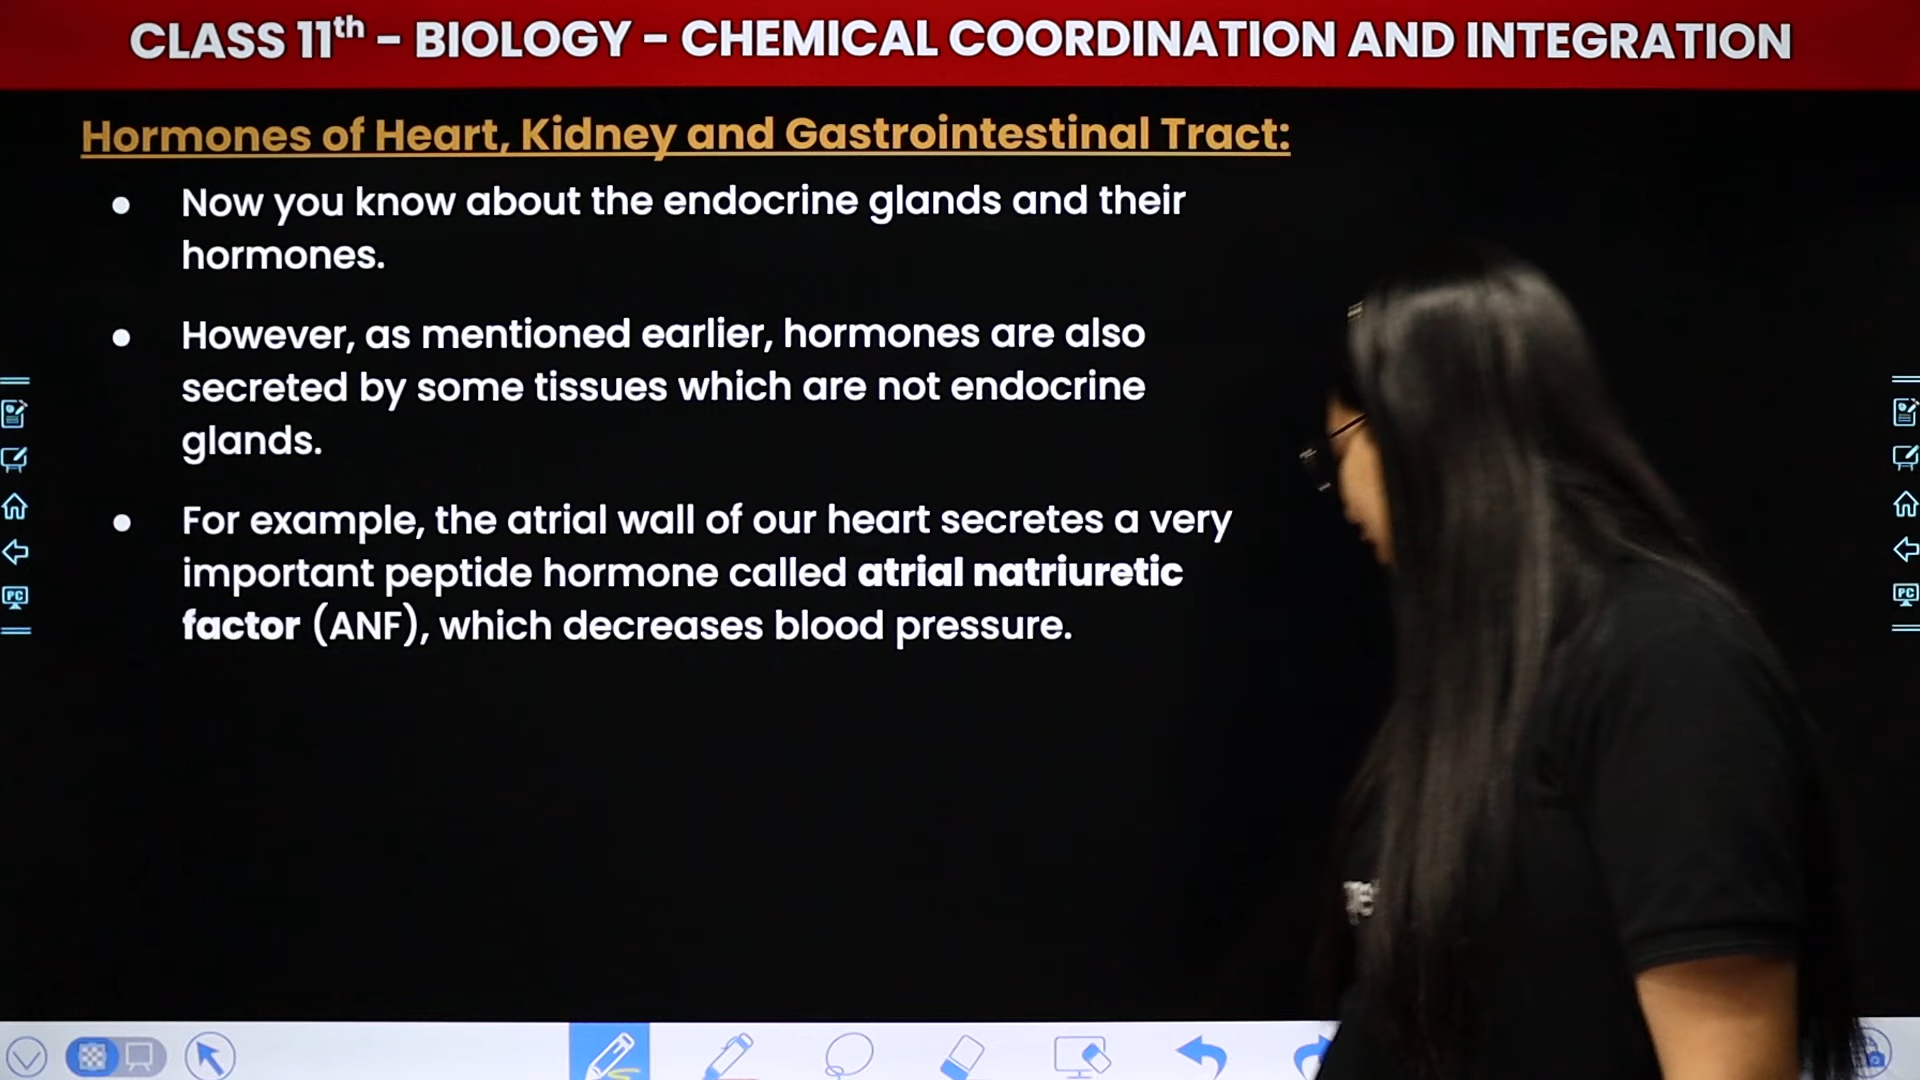 CLASS 11th - BIOLOGY - CHEMICAL COORDINATION AND INTEGRATION
Hormones of Heart, Kidney and Gastrointestinal Tract:
● Now you know about the endocrine glands and their
hormones.
● However, as mentioned earlier, hormones are also
secreted by some tissues which are not endocrine
glands.
● For example, the atrial wall of our heart secretes a very
important peptide hormone called atrial natriuretic
factor (ANF), which decreases blood pressure.
PC
PC